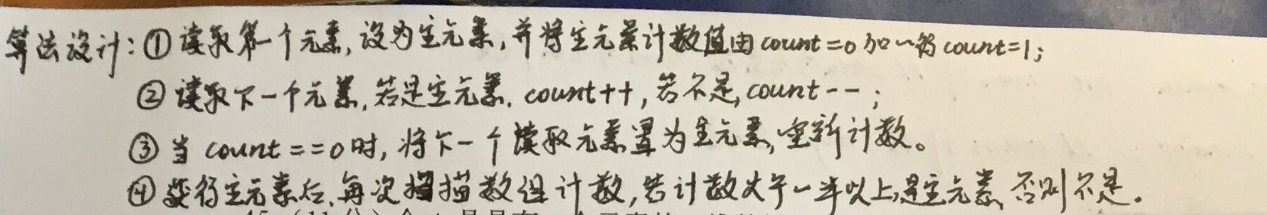 算法设计:①读取第一个元素,设为主元素,并将主元素计数值由count=0加一为count=1;
②读取下一个元素,若是主元素,count++,若不是,count--;
③当count==0时,将下一个读取元素置为主元素,重新计数。
④获得主元素后,每次扫描数组计数,若计数大于一半以上,是主元素,否则不是。